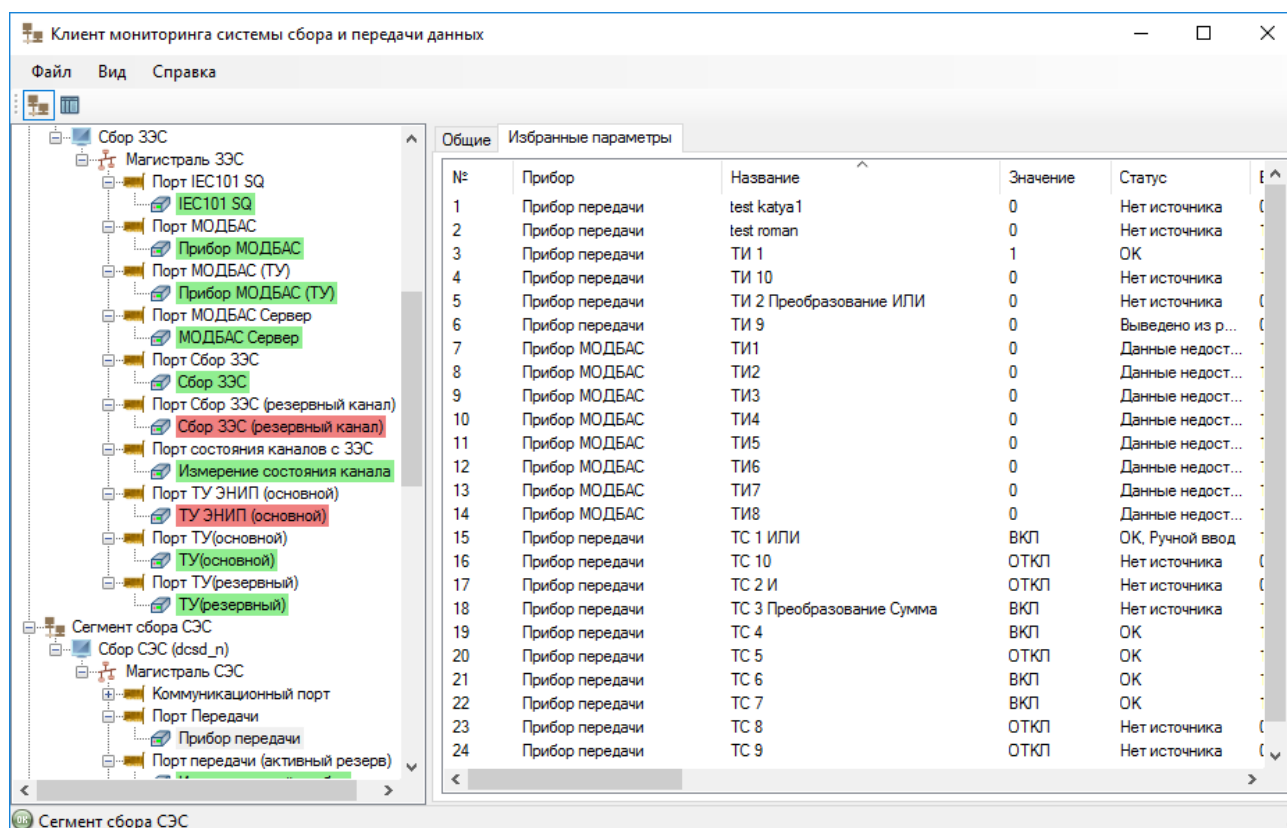 Клиент мониторинга системы сбора и передачи данных
Файл Вид Справка
Сбор ЗЭС
Магистраль ЗЭС
Порт IEC101 SQ
IEC101 SQ
Порт МОДБАС
Прибор МОДБАС
Порт МОДБАС (ТУ)
Прибор МОДБАС (ТУ)
Порт МОДБАС Сервер
МОДБАС Сервер
Порт Сбор ЗЭС
Сбор ЗЭС
Порт Сбор ЗЭС (резервный канал)
Сбор ЗЭС (резервный канал)
Порт состояния каналов с ЗЭС
Измерение состояния канала
Порт ТУ ЭНИП (основной)
ТУ ЭНИП (основной)
Порт ТУ(основной)
ТУ(основной)
Порт ТУ(резервный)
ТУ(резервный)
Сегмент сбора СЭС
Сбор СЭС (dcsd_n)
Магистраль СЭС
Коммуникационный порт
Порт Передачи
Прибор передачи
Порт передачи (активный резерв)
Общие Избранные параметры
№ Прибор Название Значение Статус
1 Прибор передачи test katya1 0 Нет источника
2 Прибор передачи test roman 0 Нет источника
3 Прибор передачи ТИ 1 1 OK
4 Прибор передачи ТИ 10 0 Нет источника
5 Прибор передачи ТИ 2 Преобразование ИЛИ 0 Нет источника
6 Прибор передачи ТИ 9 0 Выведено из р...
7 Прибор МОДБАС ТИ1 0 Данные недост...
8 Прибор МОДБАС ТИ2 0 Данные недост...
9 Прибор МОДБАС ТИ3 0 Данные недост...
10 Прибор МОДБАС ТИ4 0 Данные недост...
11 Прибор МОДБАС ТИ5 0 Данные недост...
12 Прибор МОДБАС ТИ6 0 Данные недост...
13 Прибор МОДБАС ТИ7 0 Данные недост...
14 Прибор МОДБАС ТИ8 0 Данные недост...
15 Прибор передачи ТС 1 ИЛИ ВКЛ OK, Ручной ввод
16 Прибор передачи ТС 10 ОТКЛ Нет источника
17 Прибор передачи ТС 2 И ОТКЛ Нет источника
18 Прибор передачи ТС 3 Преобразование Сумма ВКЛ Нет источника
19 Прибор передачи ТС 4 ВКЛ OK
20 Прибор передачи ТС 5 ОТКЛ OK
21 Прибор передачи ТС 6 ВКЛ OK
22 Прибор передачи ТС 7 ВКЛ OK
23 Прибор передачи ТС 8 ОТКЛ Нет источника
24 Прибор передачи ТС 9 ОТКЛ Нет источника
OK Сегмент сбора СЭС